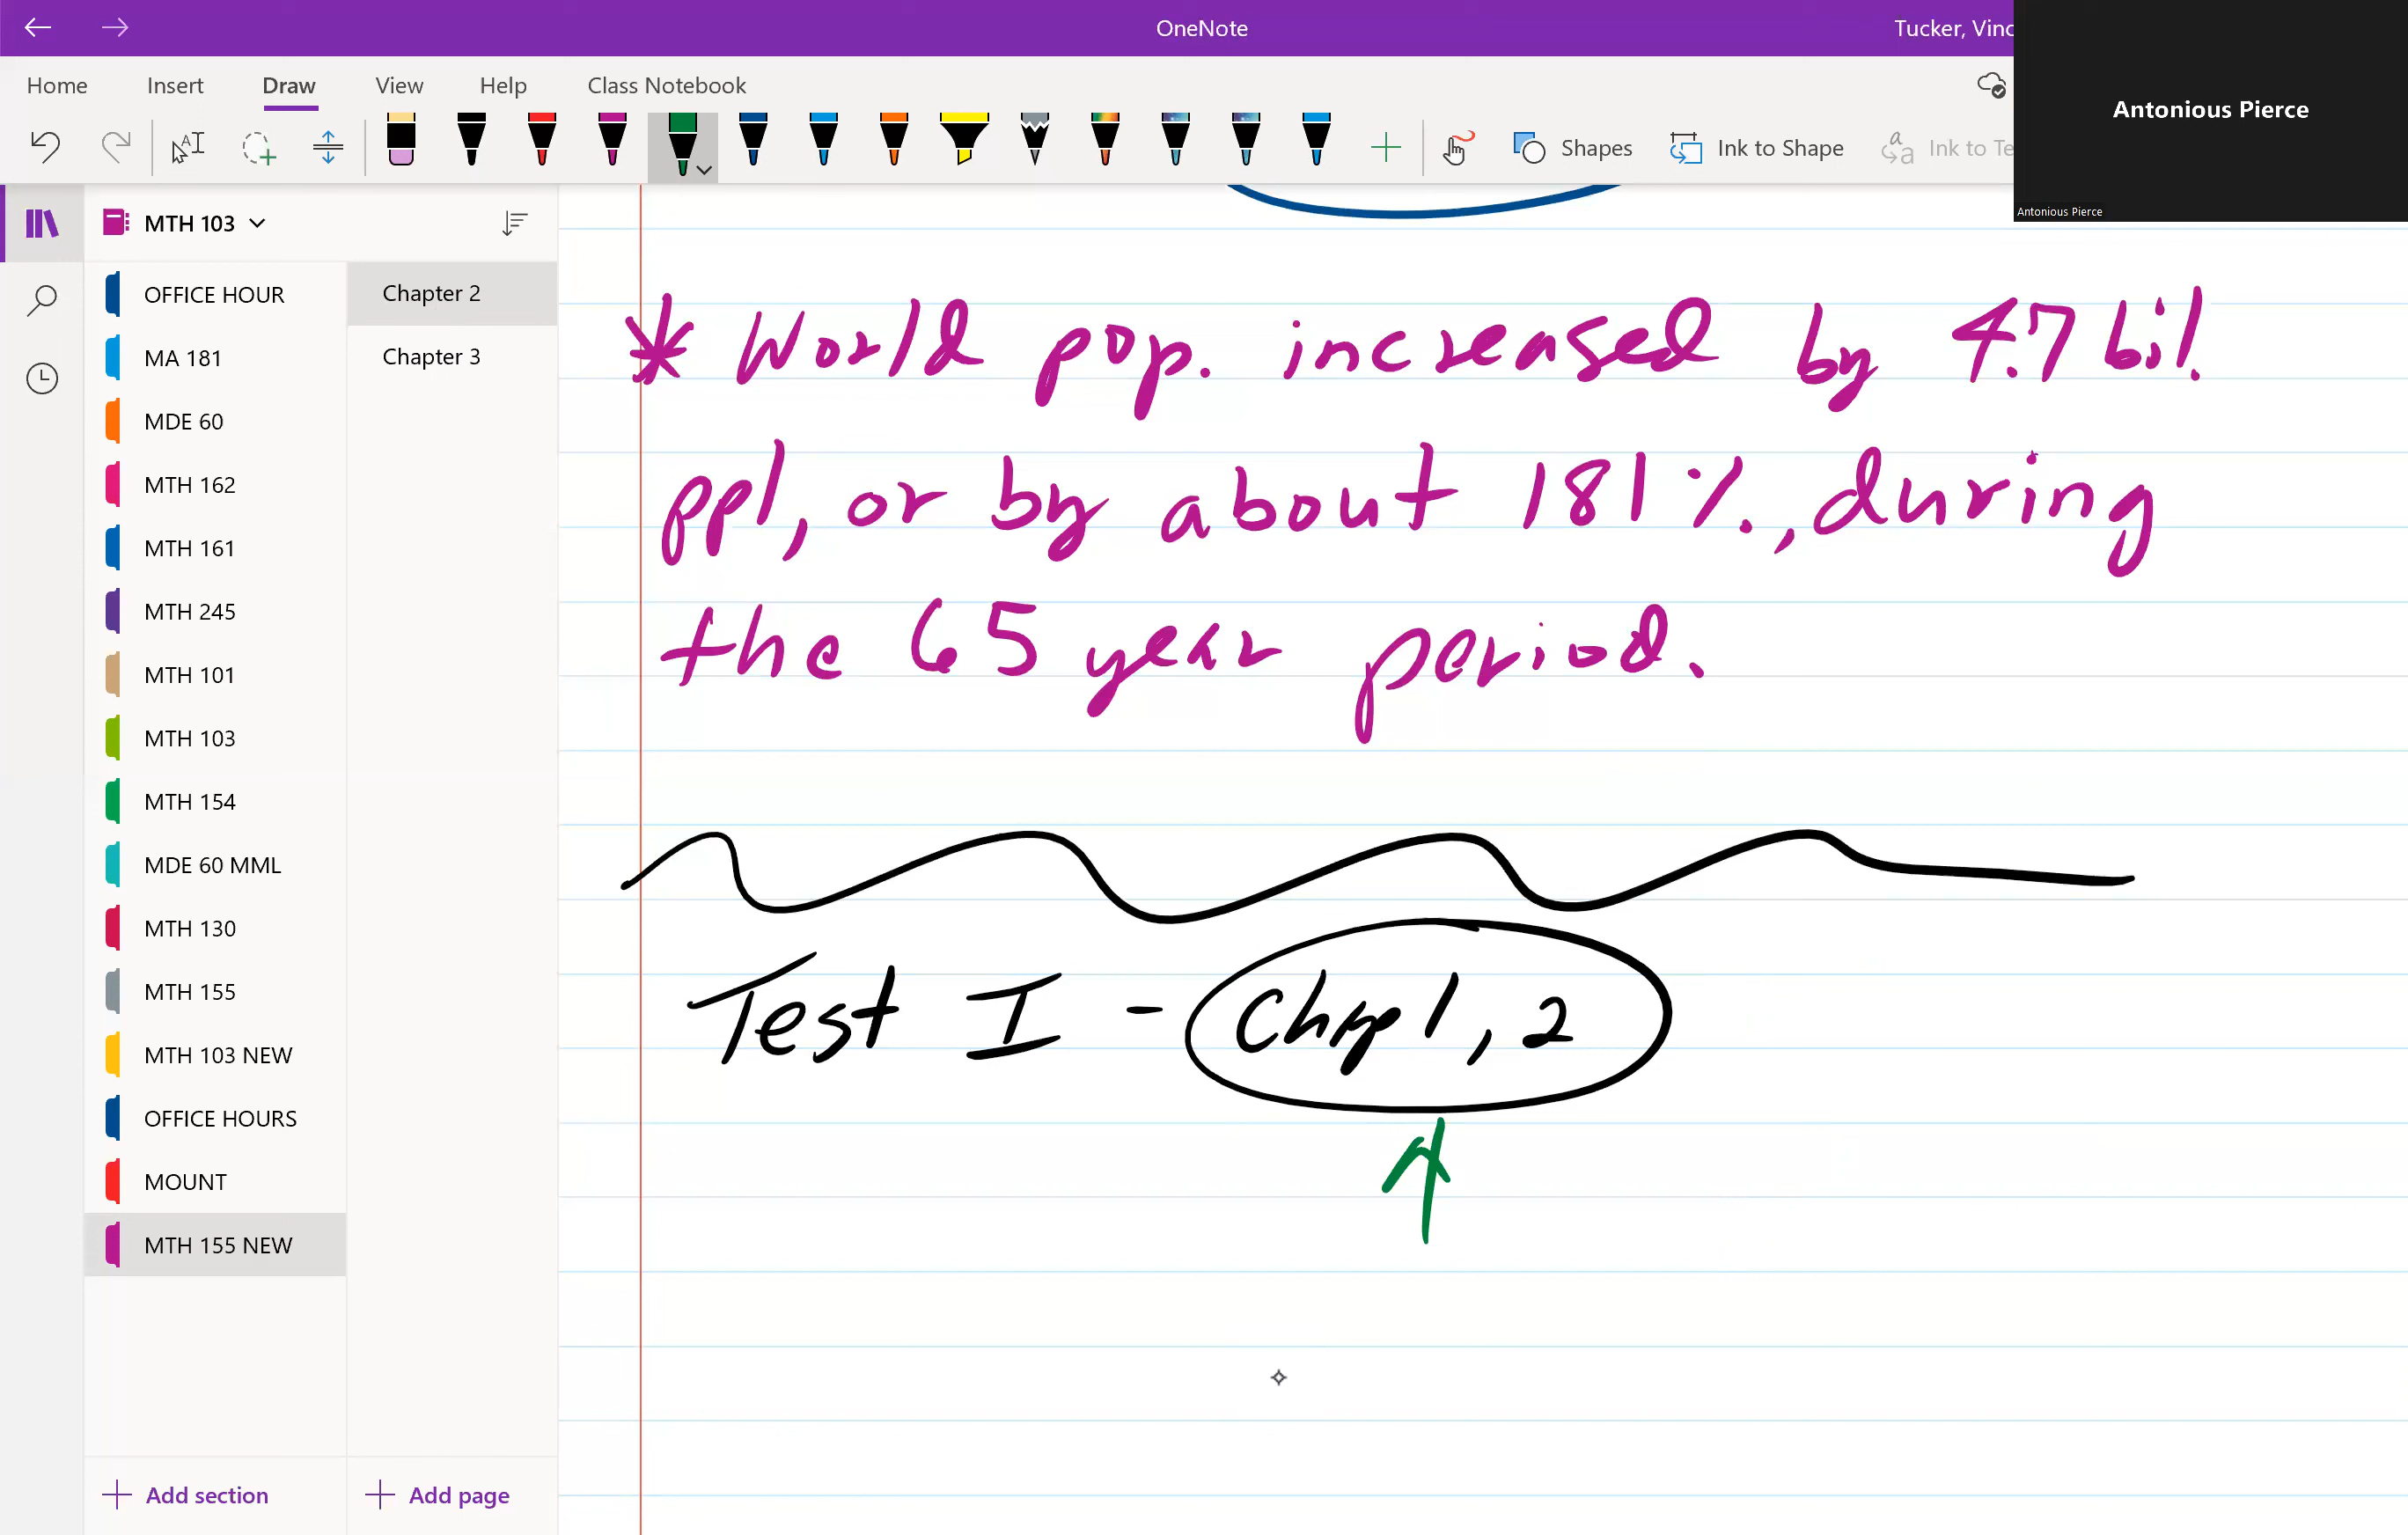 OneNote
Tucker, Vinc
Antonious Pierce
Antonious Pierce
Home Insert Draw View Help Class Notebook
Shapes Ink to Shape Ink to Te
MTH 103
OFFICE HOUR
MA 181
MDE 60
MTH 162
MTH 161
MTH 245
MTH 101
MTH 103
MTH 154
MDE 60 MML
MTH 130
MTH 155
MTH 103 NEW
OFFICE HOURS
MOUNT
MTH 155 NEW
Add section
Chapter 2
Chapter 3
Add page
* World pop. increased by 4.7 bil.
ppl, or by about 181%, during
the 65 year period.
Test I - Chap 1, 2